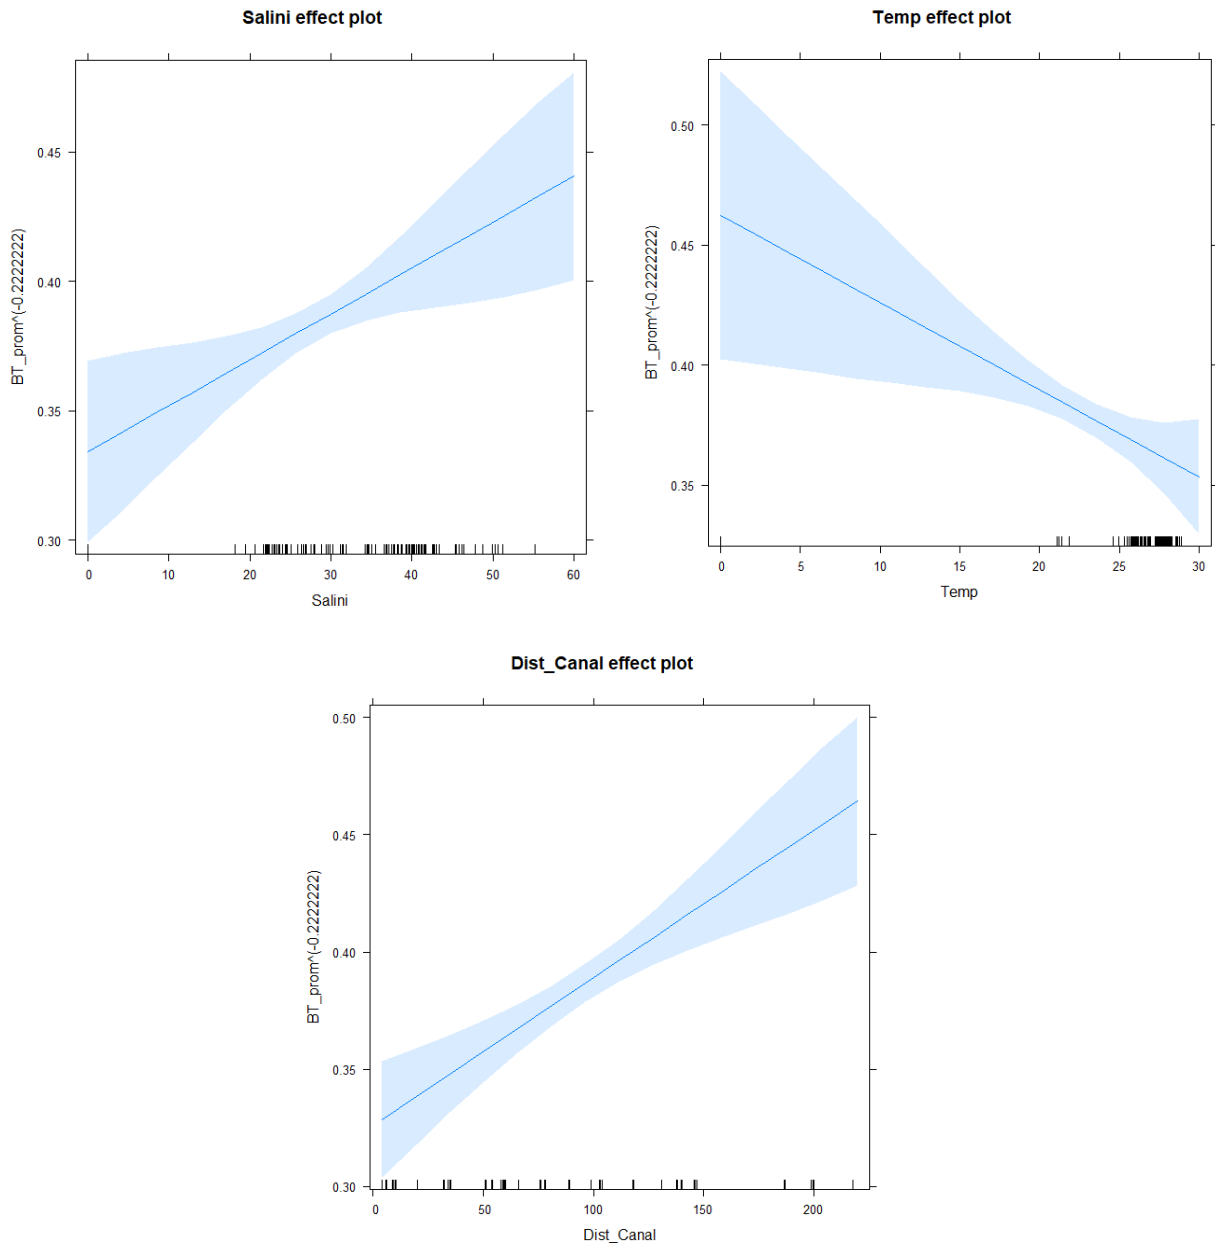 Salini effect plot
BT_prom^(-0.2222222)
0.45
0.40
0.35
0.30
0 10 20 30 40 50 60
Salini
Temp effect plot
BT_prom^(-0.2222222)
0.50
0.45
0.40
0.35
0 5 10 15 20 25 30
Temp
Dist_Canal effect plot
BT_prom^(-0.2222222)
0.50
0.45
0.40
0.35
0.30
0 50 100 150 200
Dist_Canal